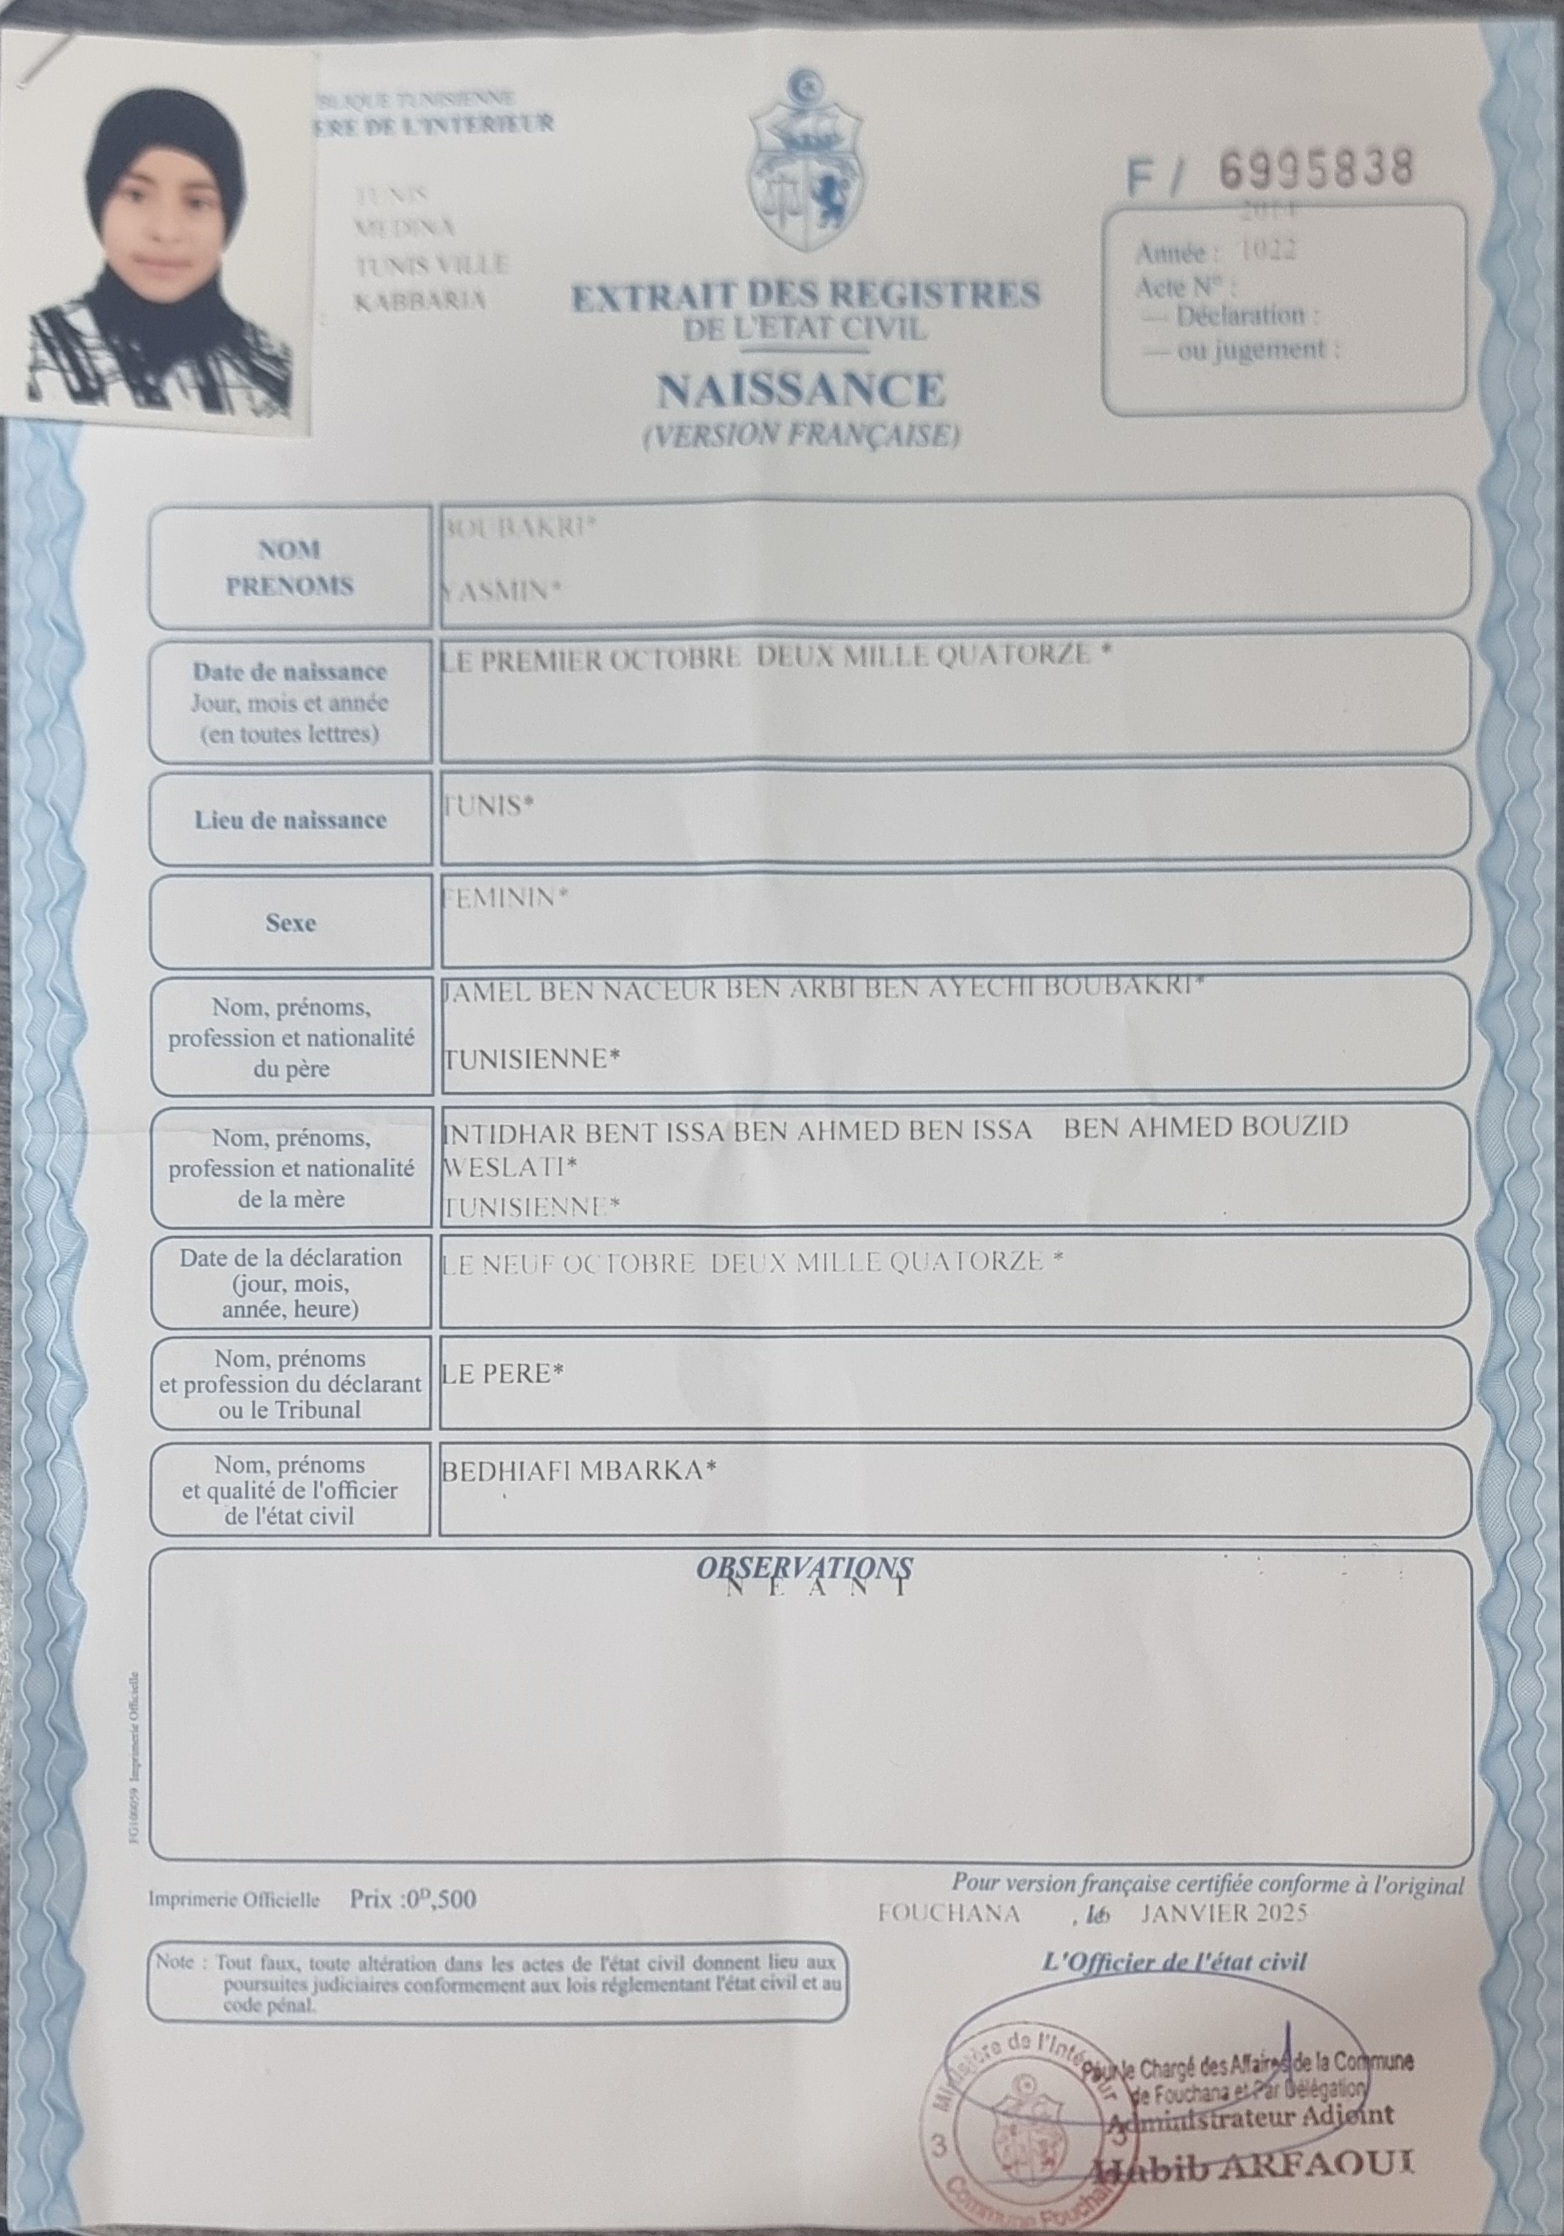 BLIQUE TUNISIENNE
ERE DE L'INTERIEUR
TUNIS
MEDINA
TUNIS VILLE
KABBARIA
EXTRAIT DES REGISTRES
DE L'ETAT CIVIL
NAISSANCE
(VERSION FRANÇAISE)
F / 6995838
2014
Année : 1022
Acte N° :
— Déclaration :
— ou jugement :
NOM
PRENOMS
BOUBAKRI*
YASMIN*
Date de naissance
Jour, mois et année
(en toutes lettres)
LE PREMIER OCTOBRE DEUX MILLE QUATORZE *
Lieu de naissance
TUNIS*
Sexe
FEMININ*
Nom, prénoms,
profession et nationalité
du père
JAMEL BEN NACEUR BEN ARBI BEN AYECHI BOUBAKRI*
TUNISIENNE*
Nom, prénoms,
profession et nationalité
de la mère
INTIDHAR BENT ISSA BEN AHMED BEN ISSA BEN AHMED BOUZID
WESLATI*
TUNISIENNE*
Date de la déclaration
(jour, mois,
année, heure)
LE NEUF OCTOBRE DEUX MILLE QUATORZE *
Nom, prénoms
et profession du déclarant
ou le Tribunal
LE PERE*
Nom, prénoms
et qualité de l'officier
de l'état civil
BEDHIAFI MBARKA*
OBSERVATIONS
N E A N T
FG100059 Imprimerie Officielle
Imprimerie Officielle Prix :0ᴰ,500
Pour version française certifiée conforme à l'original
FOUCHANA , le JANVIER 2025
Note : Tout faux, toute altération dans les actes de l'état civil donnent lieu aux
poursuites judiciaires conformement aux lois réglementant l'état civil et au
code pénal.
L'Officier de l'état civil
Ministère de l'Intérieur
3 3
Commune Fouchana
Pour le Chargé des Affaires de la Commune
de Fouchana et Par Délégation
Administrateur Adjoint
Habib ARFAOUI